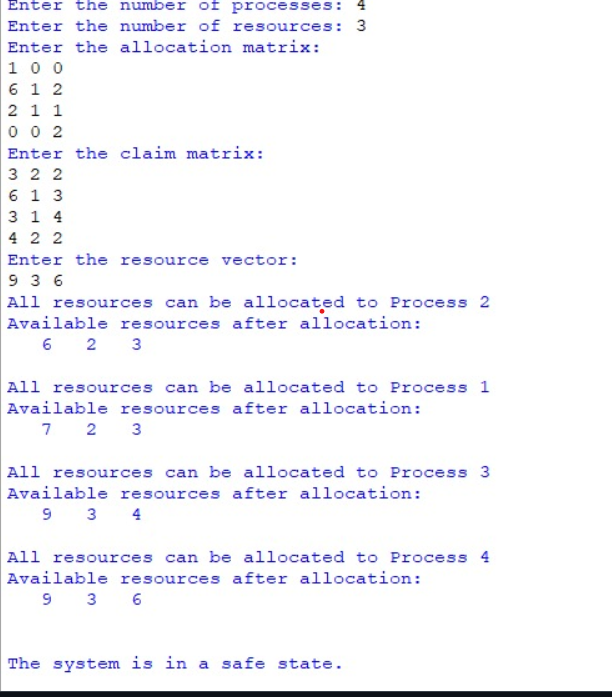 Enter the number of processes: 4
Enter the number of resources: 3
Enter the allocation matrix:
1 0 0
6 1 2
2 1 1
0 0 2
Enter the claim matrix:
3 2 2
6 1 3
3 1 4
4 2 2
Enter the resource vector:
9 3 6
All resources can be allocated to Process 2
Available resources after allocation:
6 2 3
All resources can be allocated to Process 1
Available resources after allocation:
7 2 3
All resources can be allocated to Process 3
Available resources after allocation:
9 3 4
All resources can be allocated to Process 4
Available resources after allocation:
9 3 6
The system is in a safe state.